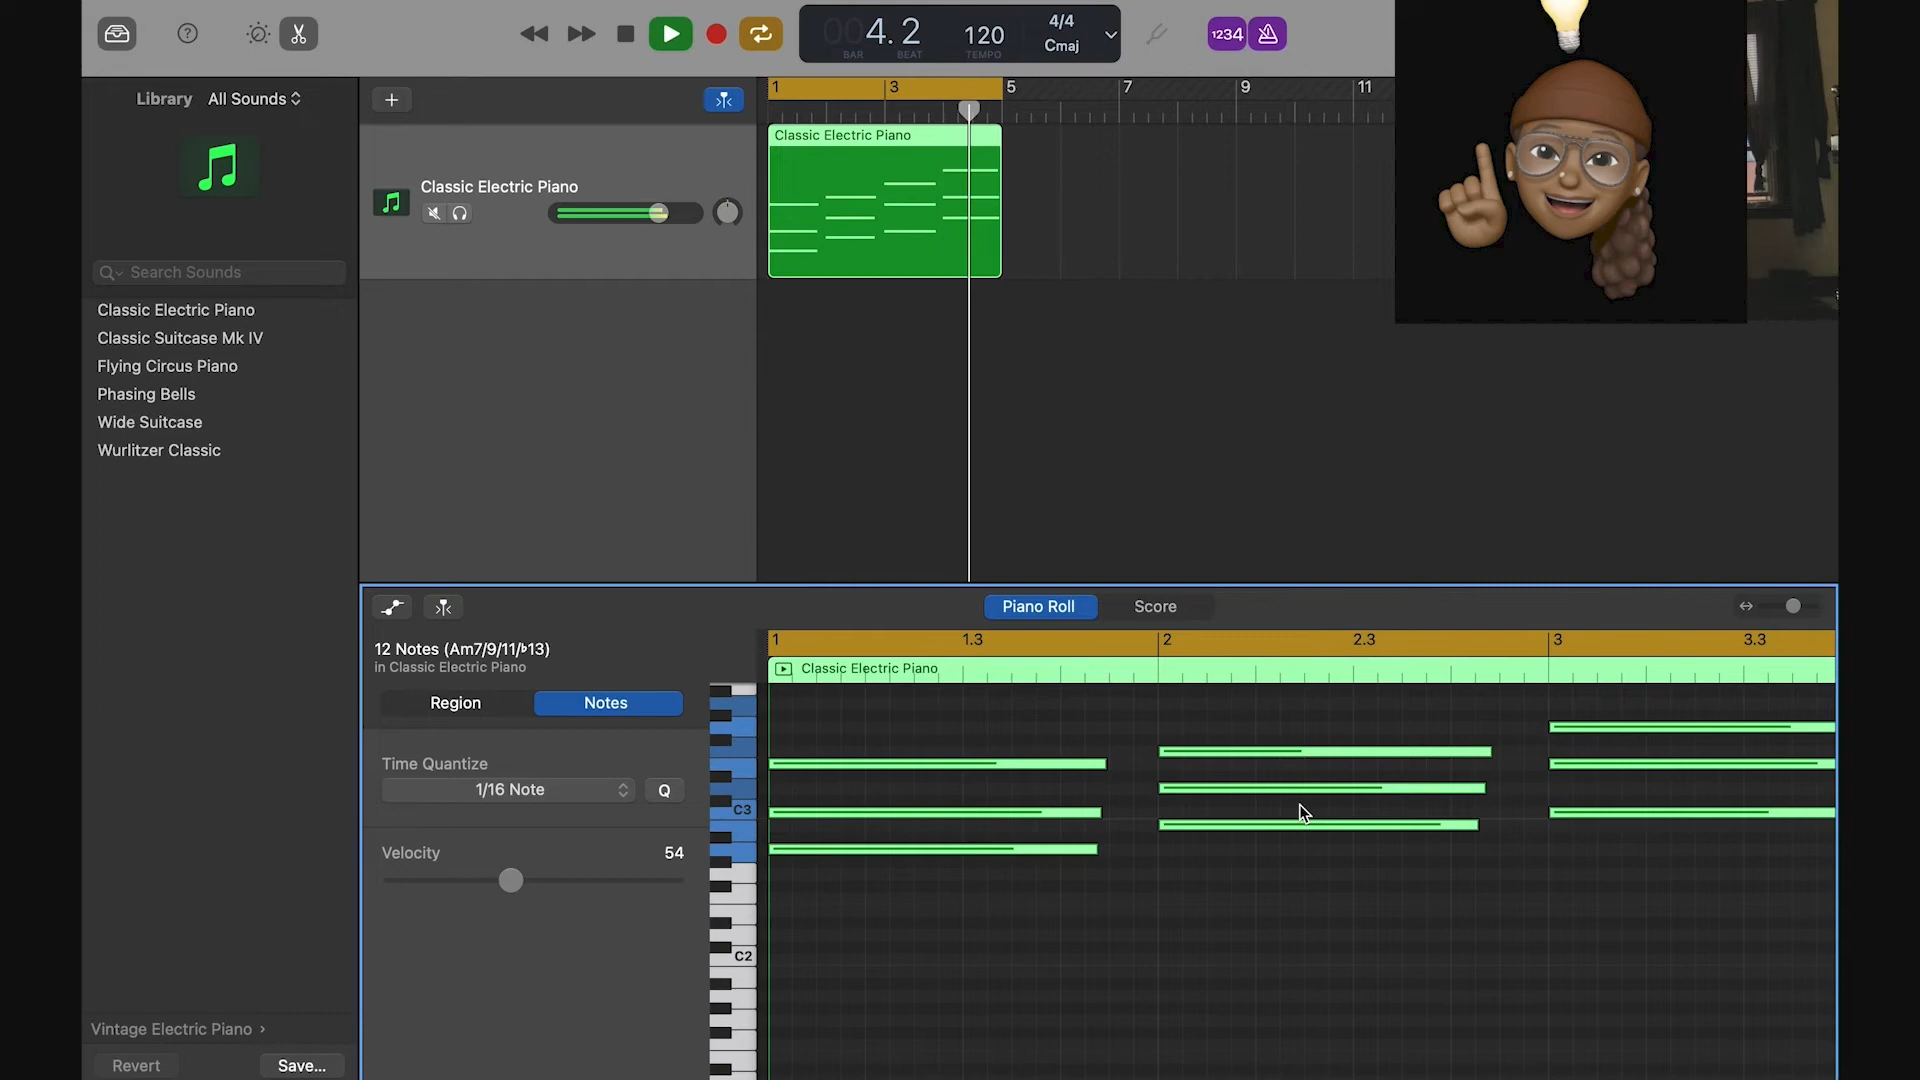 004. 2
120
4/4
Cmaj
BAR
BEAT
TEMPO
1234
Library
All Sounds
1
3
5
7
9
11
Classic Electric Piano
Classic Electric Piano
Search Sounds
Classic Electric Piano
Classic Suitcase Mk IV
Flying Circus Piano
Phasing Bells
Wide Suitcase
Wurlitzer Classic
Piano Roll
Score
12 Notes (Am7/9/11/♭13)
in Classic Electric Piano
1
1.3
2
2.3
3
3.3
Classic Electric Piano
Region
Notes
Time Quantize
1/16 Note
Q
Velocity
54
C3
C2
Vintage Electric Piano ›
Revert
Save...